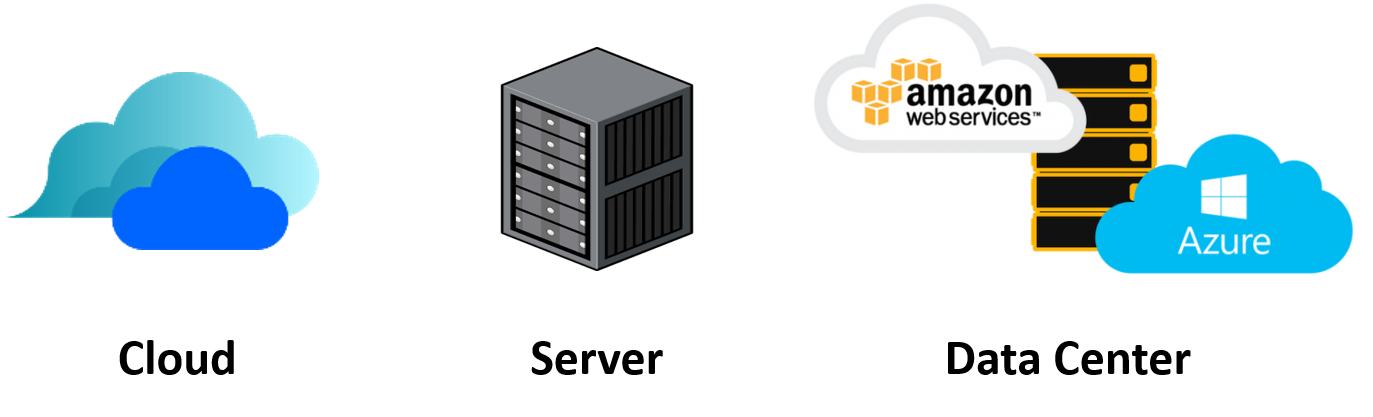 amazon
web services™
Azure
Cloud
Server
Data Center